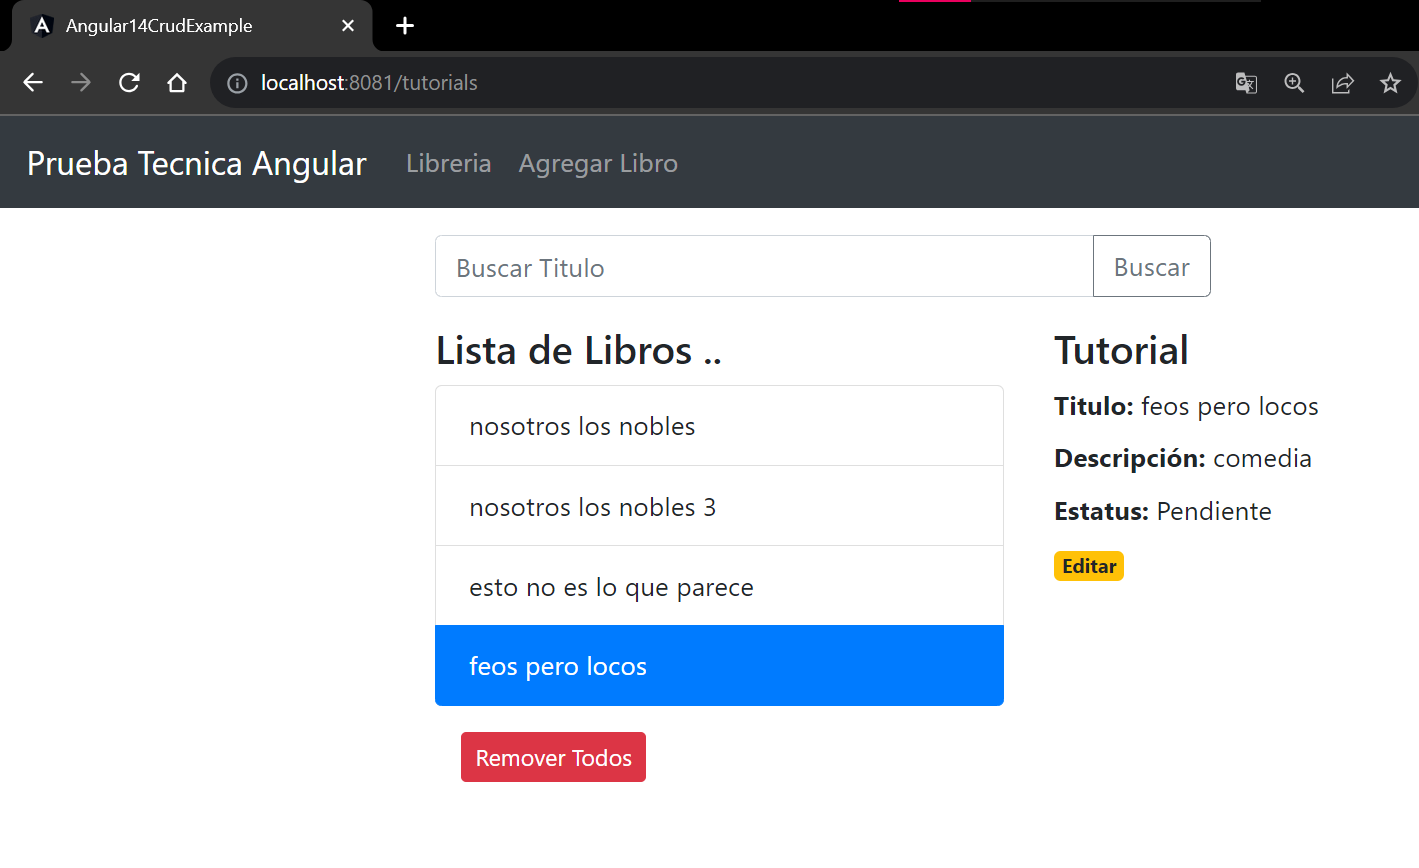 Angular14CrudExample
localhost:8081/tutorials
Prueba Tecnica Angular Libreria Agregar Libro
Buscar Titulo Buscar
Lista de Libros ..
nosotros los nobles
nosotros los nobles 3
esto no es lo que parece
feos pero locos
Remover Todos
Tutorial
Titulo: feos pero locos
Descripción: comedia
Estatus: Pendiente
Editar